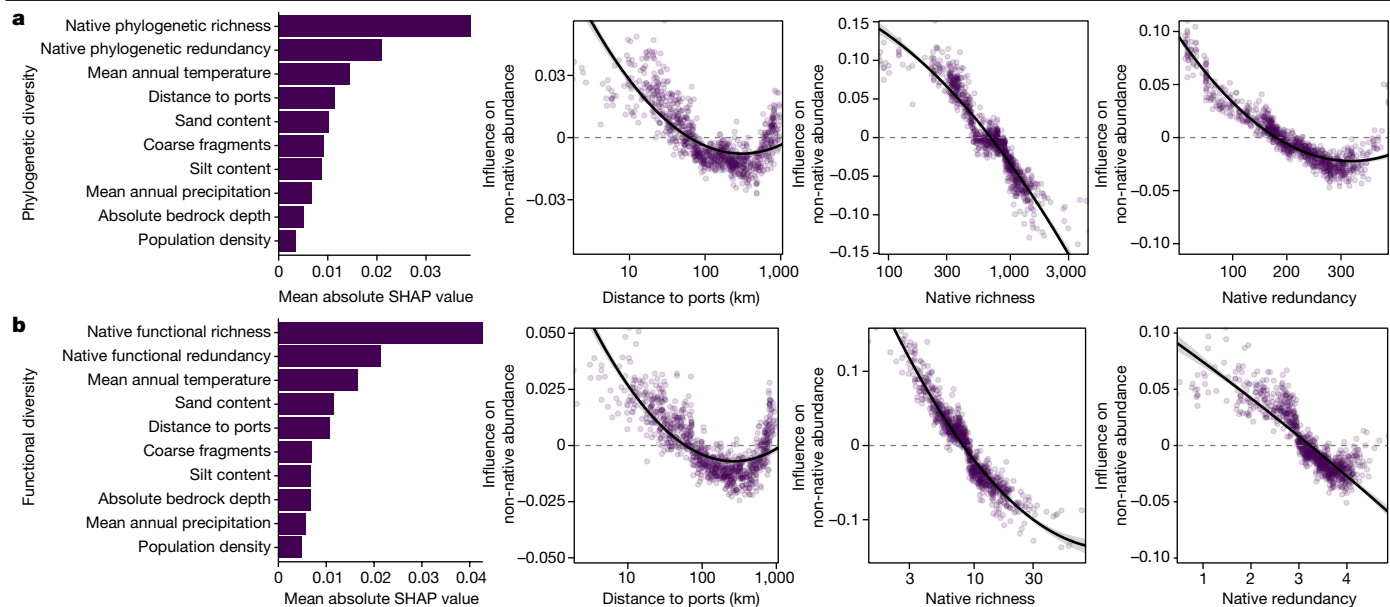 a
Phylogenetic diversity
Native phylogenetic richness
Native phylogenetic redundancy
Mean annual temperature
Distance to ports
Sand content
Coarse fragments
Silt content
Mean annual precipitation
Absolute bedrock depth
Population density
0 0.01 0.02 0.03
Mean absolute SHAP value
Influence on
non-native abundance
0.03
0
−0.03
10 100 1,000
Distance to ports (km)
Influence on
non-native abundance
0.15
0.10
0.05
0
−0.05
−0.10
−0.15
100 300 1,000 3,000
Native richness
Influence on
non-native abundance
0.10
0.05
0
−0.05
−0.10
100 200 300
Native redundancy
b
Functional diversity
Native functional richness
Native functional redundancy
Mean annual temperature
Sand content
Distance to ports
Coarse fragments
Silt content
Absolute bedrock depth
Mean annual precipitation
Population density
0 0.01 0.02 0.03 0.04
Mean absolute SHAP value
Influence on
non-native abundance
0.050
0.025
0
−0.025
−0.050
10 100 1,000
Distance to ports (km)
Influence on
non-native abundance
0.1
0
−0.1
3 10 30
Native richness
Influence on
non-native abundance
0.10
0.05
0
−0.05
−0.10
1 2 3 4
Native redundancy